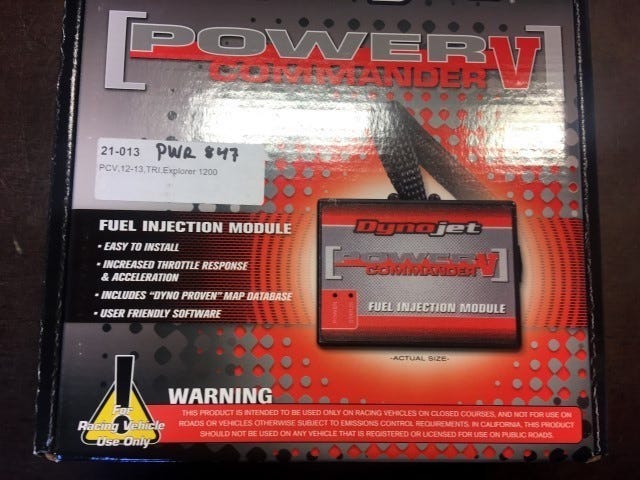 [POWER V
COMMANDER
21-013 PWR 847
PCV,12-13,TRI,Explorer 1200
FUEL INJECTION MODULE
• EASY TO INSTALL
• INCREASED THROTTLE RESPONSE
& ACCELERATION
• INCLUDES "DYNO PROVEN" MAP DATABASE
• USER FRIENDLY SOFTWARE
Dynojet
[POWER V]
COMMANDER
FUEL INJECTION MODULE
-ACTUAL SIZE-
For
Racing Vehicle
Use Only
WARNING
THIS PRODUCT IS INTENDED TO BE USED ONLY ON RACING VEHICLES ON CLOSED COURSES, AND NOT FOR USE ON
ROADS OR VEHICLES OTHERWISE SUBJECT TO EMISSIONS CONTROL REQUIREMENTS. IN CALIFORNIA, THIS PRODUCT
SHOULD NOT BE USED ON ANY VEHICLE THAT IS REGISTERED OR LICENSED FOR USE ON PUBLIC ROADS.